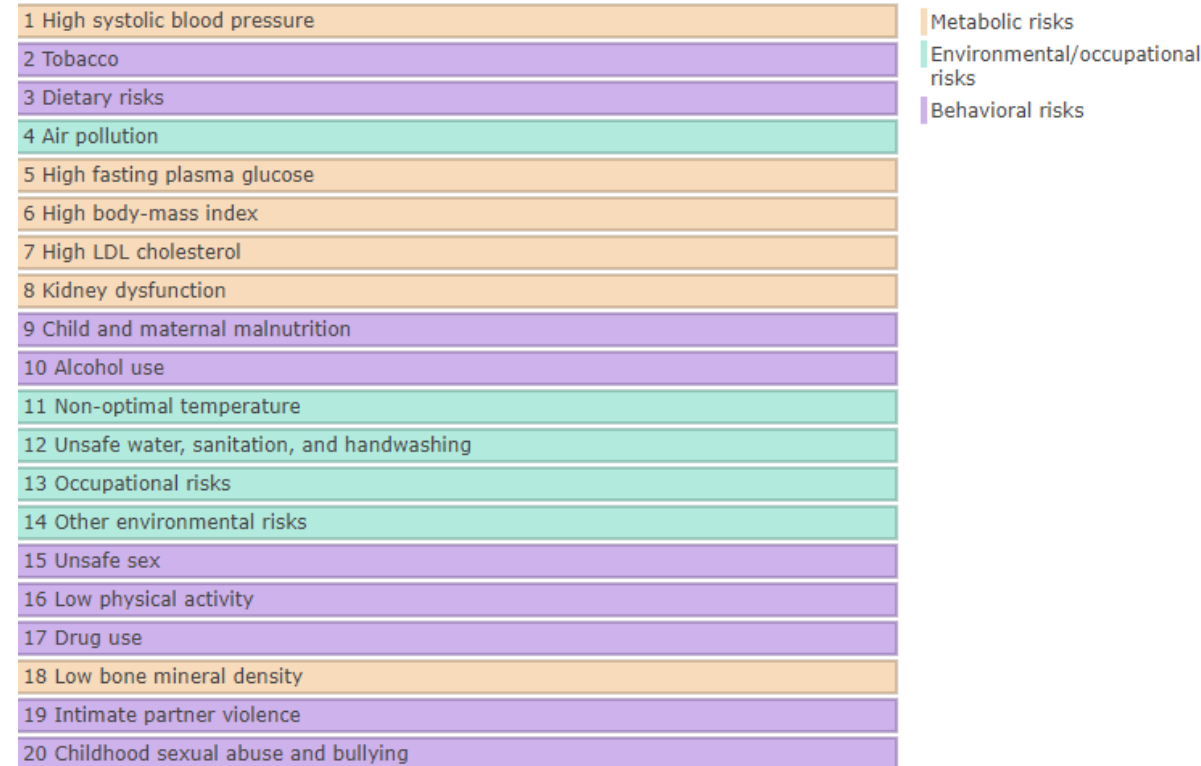 1 High systolic blood pressure
2 Tobacco
3 Dietary risks
4 Air pollution
5 High fasting plasma glucose
6 High body-mass index
7 High LDL cholesterol
8 Kidney dysfunction
9 Child and maternal malnutrition
10 Alcohol use
11 Non-optimal temperature
12 Unsafe water, sanitation, and handwashing
13 Occupational risks
14 Other environmental risks
15 Unsafe sex
16 Low physical activity
17 Drug use
18 Low bone mineral density
19 Intimate partner violence
20 Childhood sexual abuse and bullying
Metabolic risks
Environmental/occupational
risks
Behavioral risks